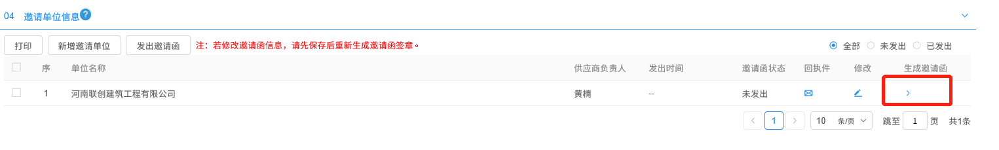 04 邀请单位信息?
打印 新增邀请单位 发出邀请函 注：若修改邀请函信息，请先保存后重新生成邀请函签章。 全部 未发出 已发出
序 单位名称 供应商负责人 发出时间 邀请函状态 回执件 修改 生成邀请函
1 河南联创建筑工程有限公司 黄楠 -- 未发出
1 10 条/页 跳至 1 页 共1条